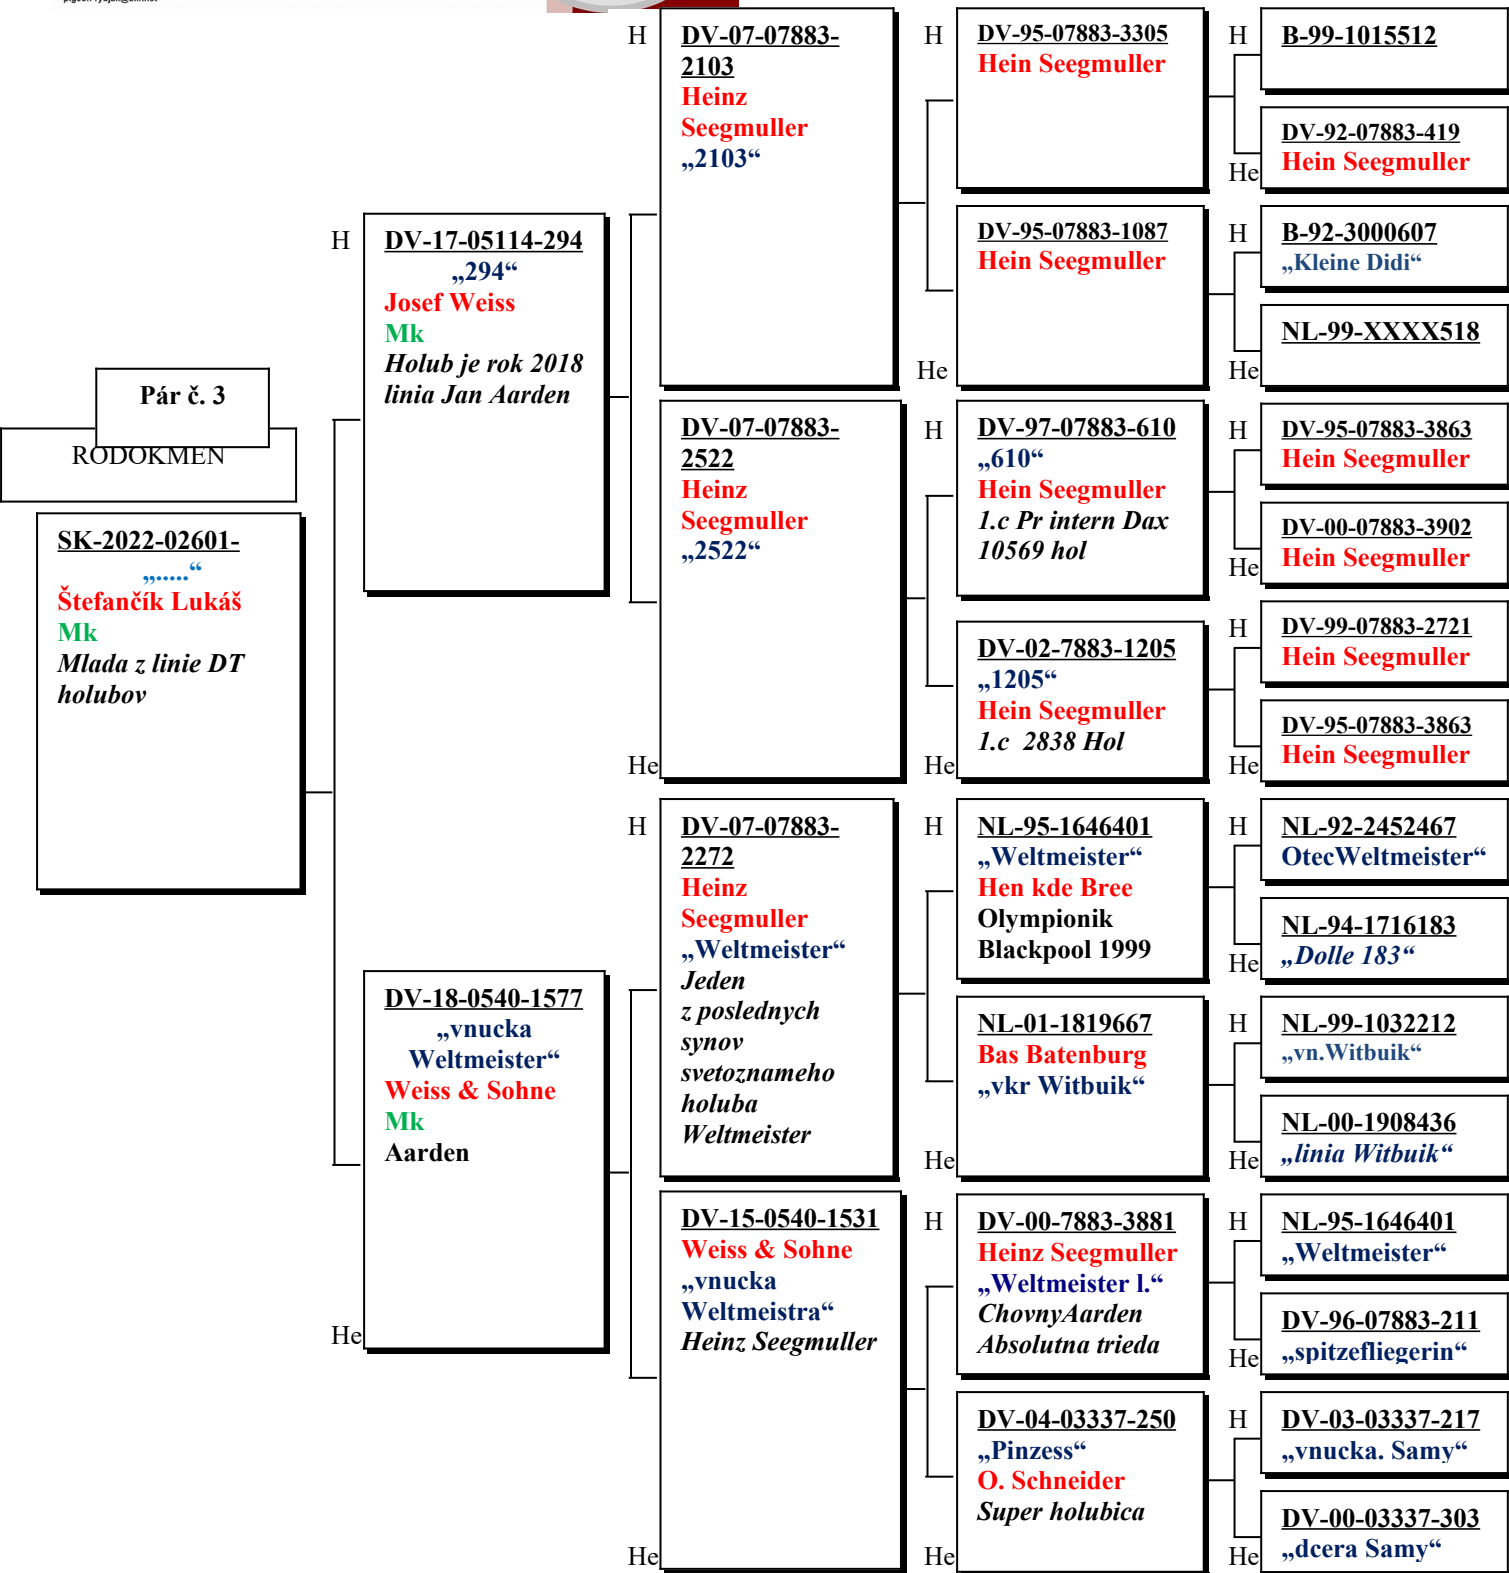 Pár č. 3
RODOKMEN
SK-2022-02601-
„.....“
Štefančík Lukáš
Mk
Mlada z linie DT
holubov
H
DV-17-05114-294
„294“
Josef Weiss
Mk
Holub je rok 2018
linia Jan Aarden
He
DV-18-0540-1577
„vnucka
Weltmeister“
Weiss & Sohne
Mk
Aarden
H
DV-07-07883-
2103
Heinz
Seegmuller
„2103“
He
DV-07-07883-
2522
Heinz
Seegmuller
„2522“
H
DV-07-07883-
2272
Heinz
Seegmuller
„Weltmeister“
Jeden
z poslednych
synov
svetoznameho
holuba
Weltmeister
He
DV-15-0540-1531
Weiss & Sohne
„vnucka
Weltmeistra“
Heinz Seegmuller
H
DV-95-07883-3305
Hein Seegmuller
He
DV-95-07883-1087
Hein Seegmuller
H
DV-97-07883-610
„610“
Hein Seegmuller
1.c Pr intern Dax
10569 hol
He
DV-02-7883-1205
„1205“
Hein Seegmuller
1.c 2838 Hol
H
NL-95-1646401
„Weltmeister“
Hen kde Bree
Olympionik
Blackpool 1999
He
NL-01-1819667
Bas Batenburg
„vkr Witbuik“
H
DV-00-7883-3881
Heinz Seegmuller
„Weltmeister l.“
ChovnyAarden
Absolutna trieda
He
DV-04-03337-250
„Pinzess“
O. Schneider
Super holubica
H
B-99-1015512
He
DV-92-07883-419
Hein Seegmuller
H
B-92-3000607
„Kleine Didi“
He
NL-99-XXXX518
H
DV-95-07883-3863
Hein Seegmuller
He
DV-00-07883-3902
Hein Seegmuller
H
DV-99-07883-2721
Hein Seegmuller
He
DV-95-07883-3863
Hein Seegmuller
H
NL-92-2452467
OtecWeltmeister“
He
NL-94-1716183
„Dolle 183“
H
NL-99-1032212
„vn.Witbuik“
He
NL-00-1908436
„linia Witbuik“
H
NL-95-1646401
„Weltmeister“
He
DV-96-07883-211
„spitzefliegerin“
H
DV-03-03337-217
„vnucka. Samy“
He
DV-00-03337-303
„dcera Samy“